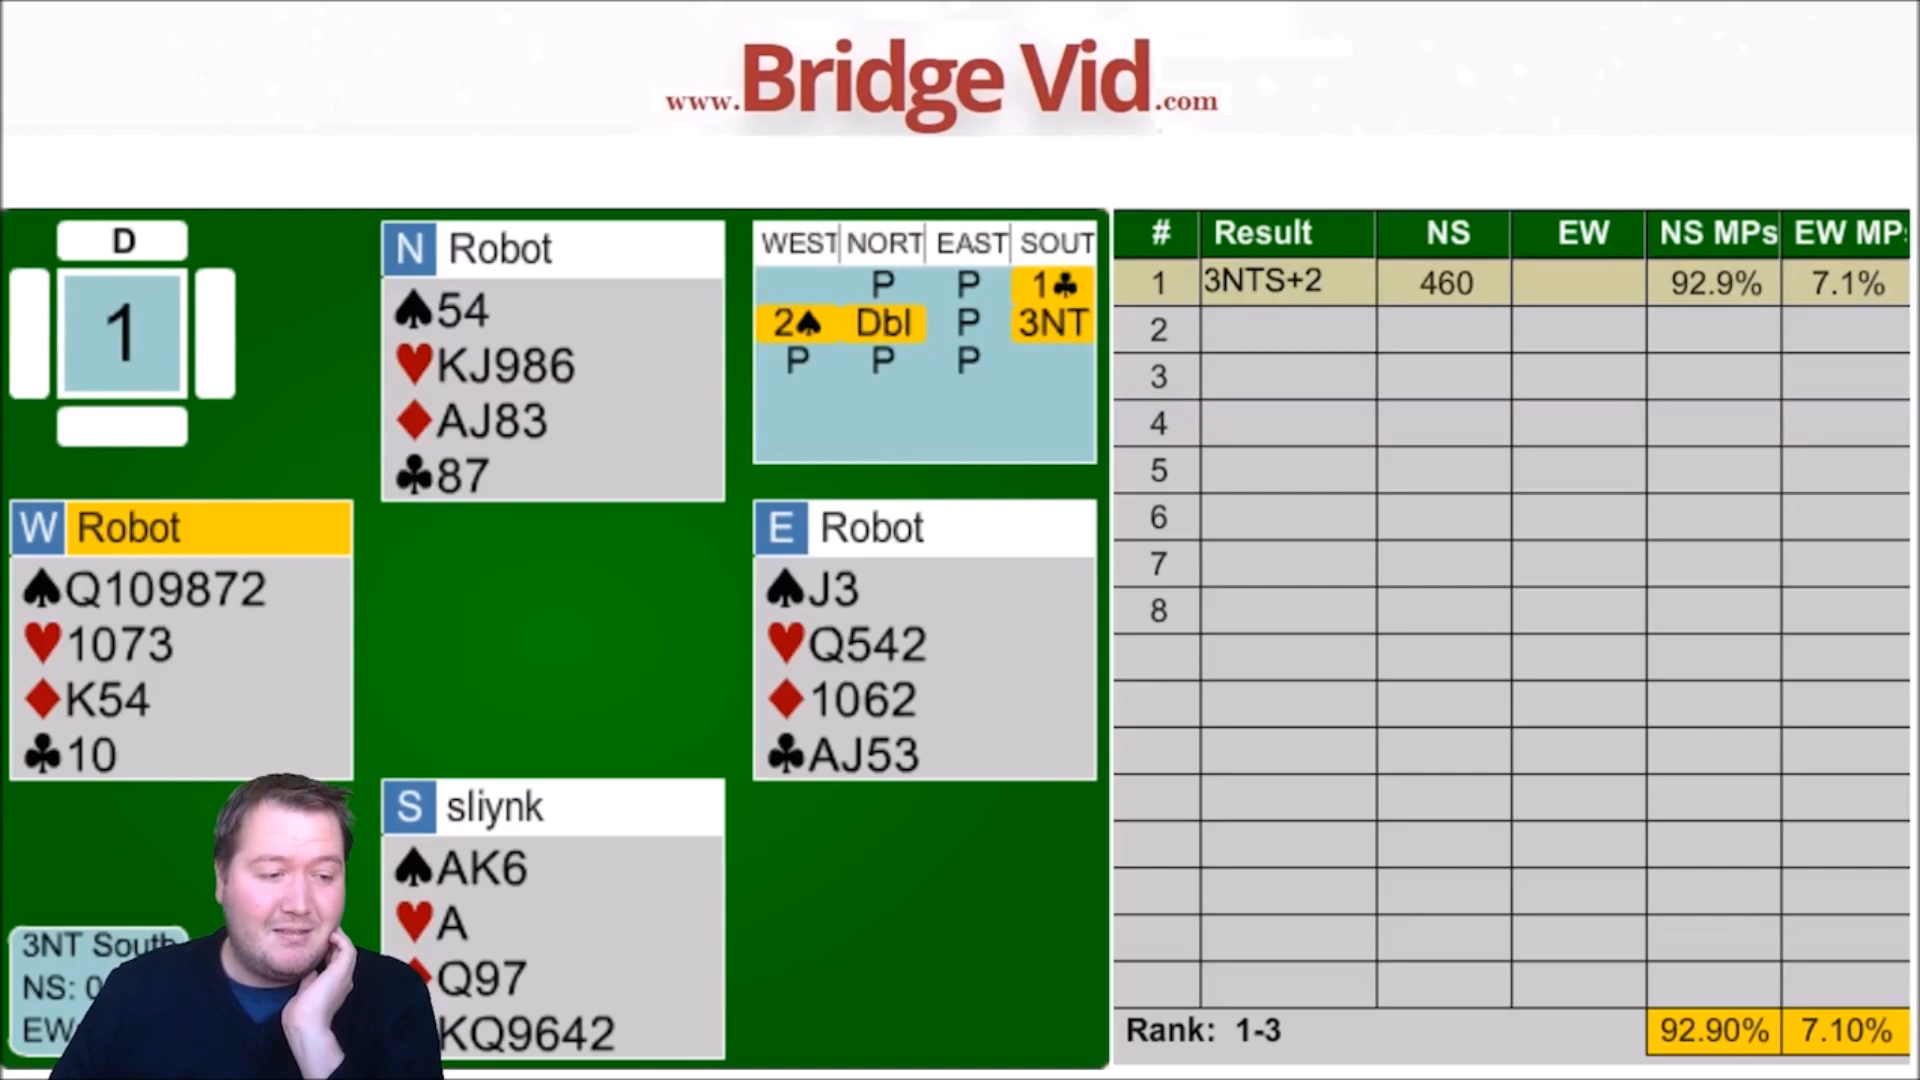 www.Bridge Vid.com
D
1
N Robot
♠54
♥KJ986
♦AJ83
♣87
WEST NORT EAST SOUT
P P 1♣
2♠ Dbl P 3NT
P P P
W Robot
♠Q109872
♥1073
♦K54
♣10
E Robot
♠J3
♥Q542
♦1062
♣AJ53
S sliynk
♠AK6
♥A
♦Q97
KQ9642
3NT South
NS: 0
EW
# Result NS EW NS MPs EW MP
1 3NTS+2 460 92.9% 7.1%
2
3
4
5
6
7
8
Rank: 1-3 92.90% 7.10%